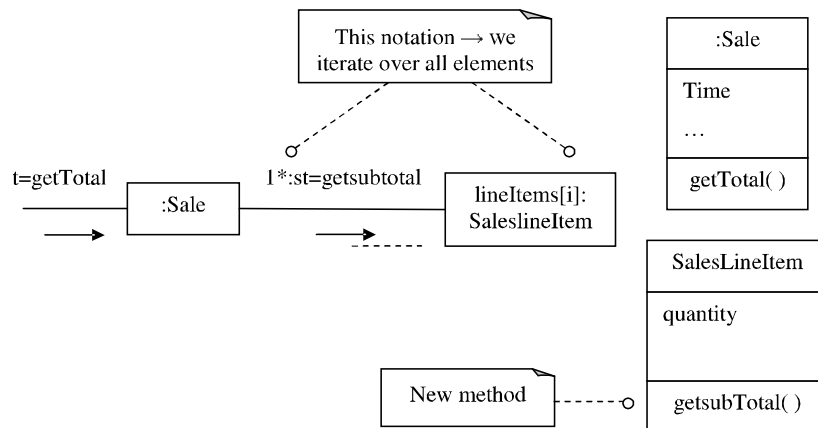 This notation → we
iterate over all elements
:Sale
Time
...
getTotal( )
t=getTotal
:Sale
1*:st=getsubtotal
lineItems[i]:
SaleslineItem
SalesLineItem
quantity
getsubTotal( )
New method